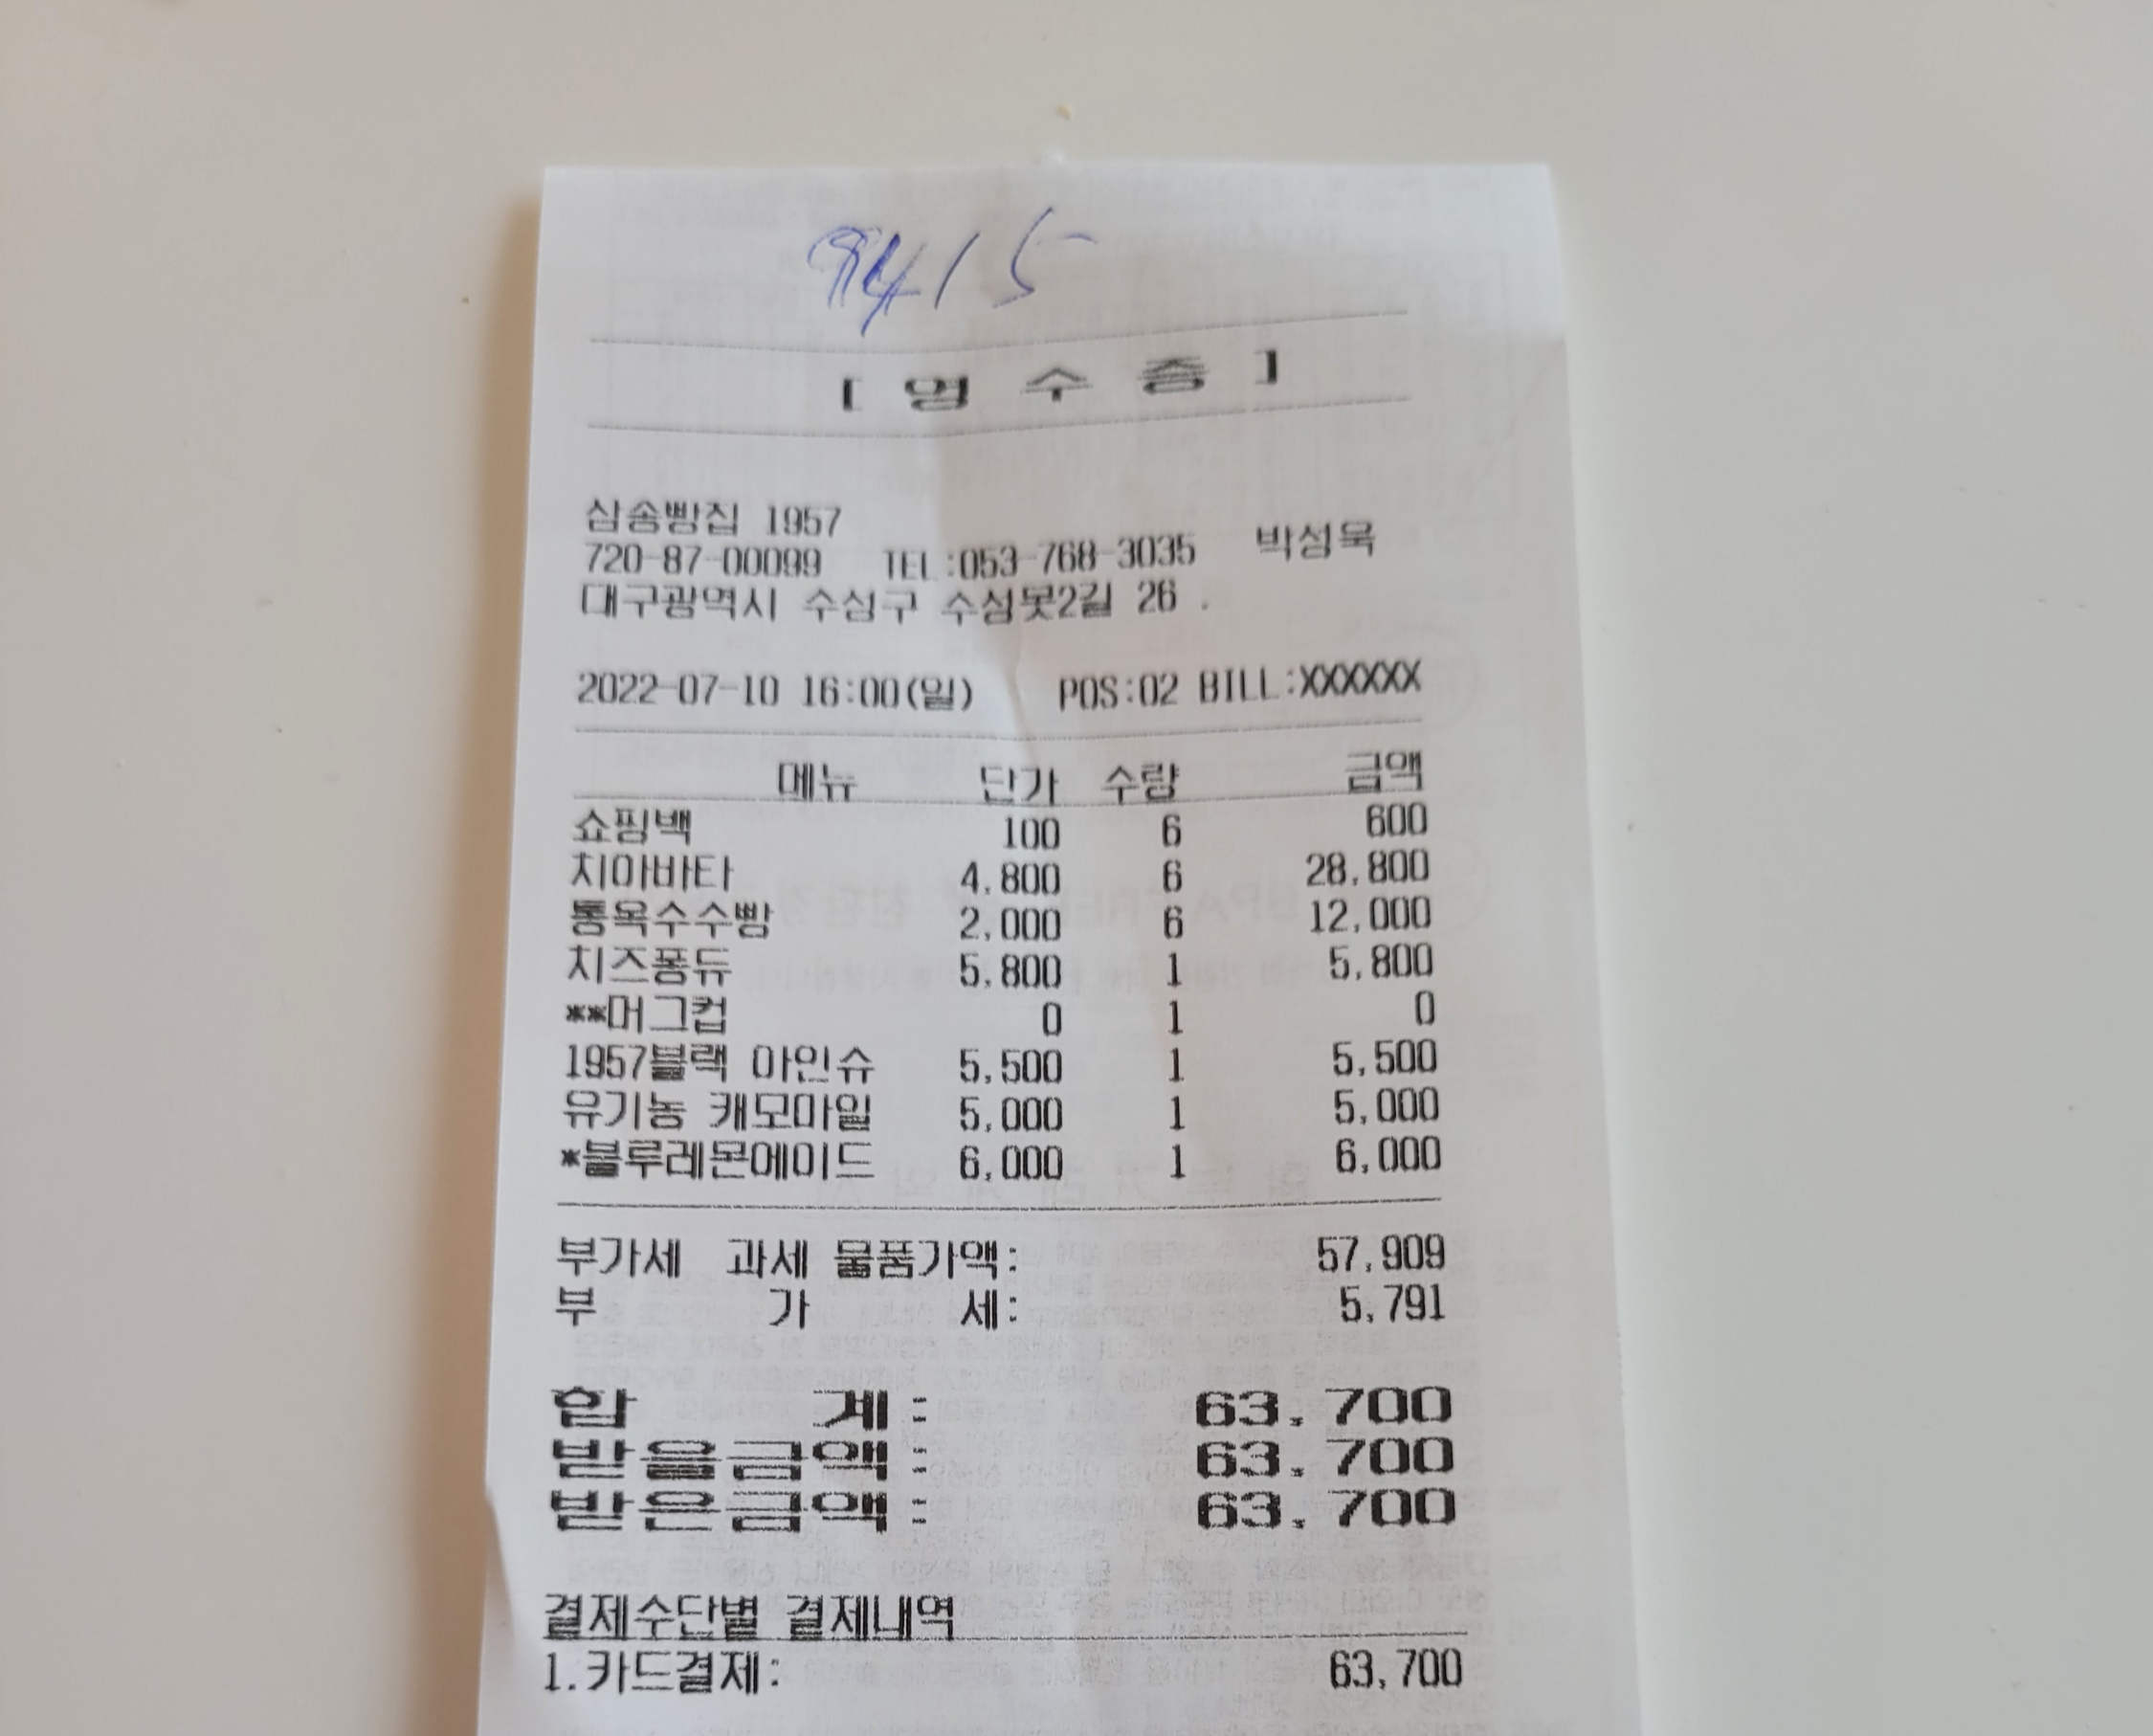 9415
[ 영 수 증 ]
삼송빵집 1957
720-87-00099 TEL:053-768-3035 박성욱
대구광역시 수성구 수성못2길 26 .
2022-07-10 16:00(일) POS:02 BILL:XXXXXX
메뉴 단가 수량 금액
쇼핑백 100 6 600
치아바타 4,800 6 28,800
통옥수수빵 2,000 6 12,000
치즈퐁듀 5,800 1 5,800
**머그컵 0 1 0
1957블랙 아인슈 5,500 1 5,500
유기농 캐모마일 5,000 1 5,000
*블루레몬에이드 6,000 1 6,000
부가세 과세 물품가액: 57,909
부 가 세: 5,791
합 계: 63,700
받을금액: 63,700
받은금액: 63,700
결제수단별 결제내역
1.카드결제: 63,700